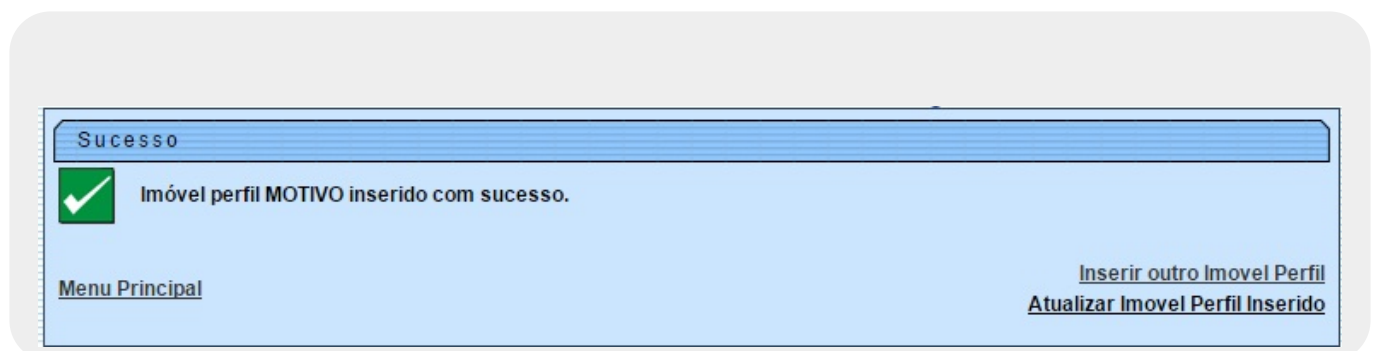 Sucesso
Imóvel perfil MOTIVO inserido com sucesso.
Inserir outro Imovel Perfil
Menu Principal
Atualizar Imovel Perfil Inserido